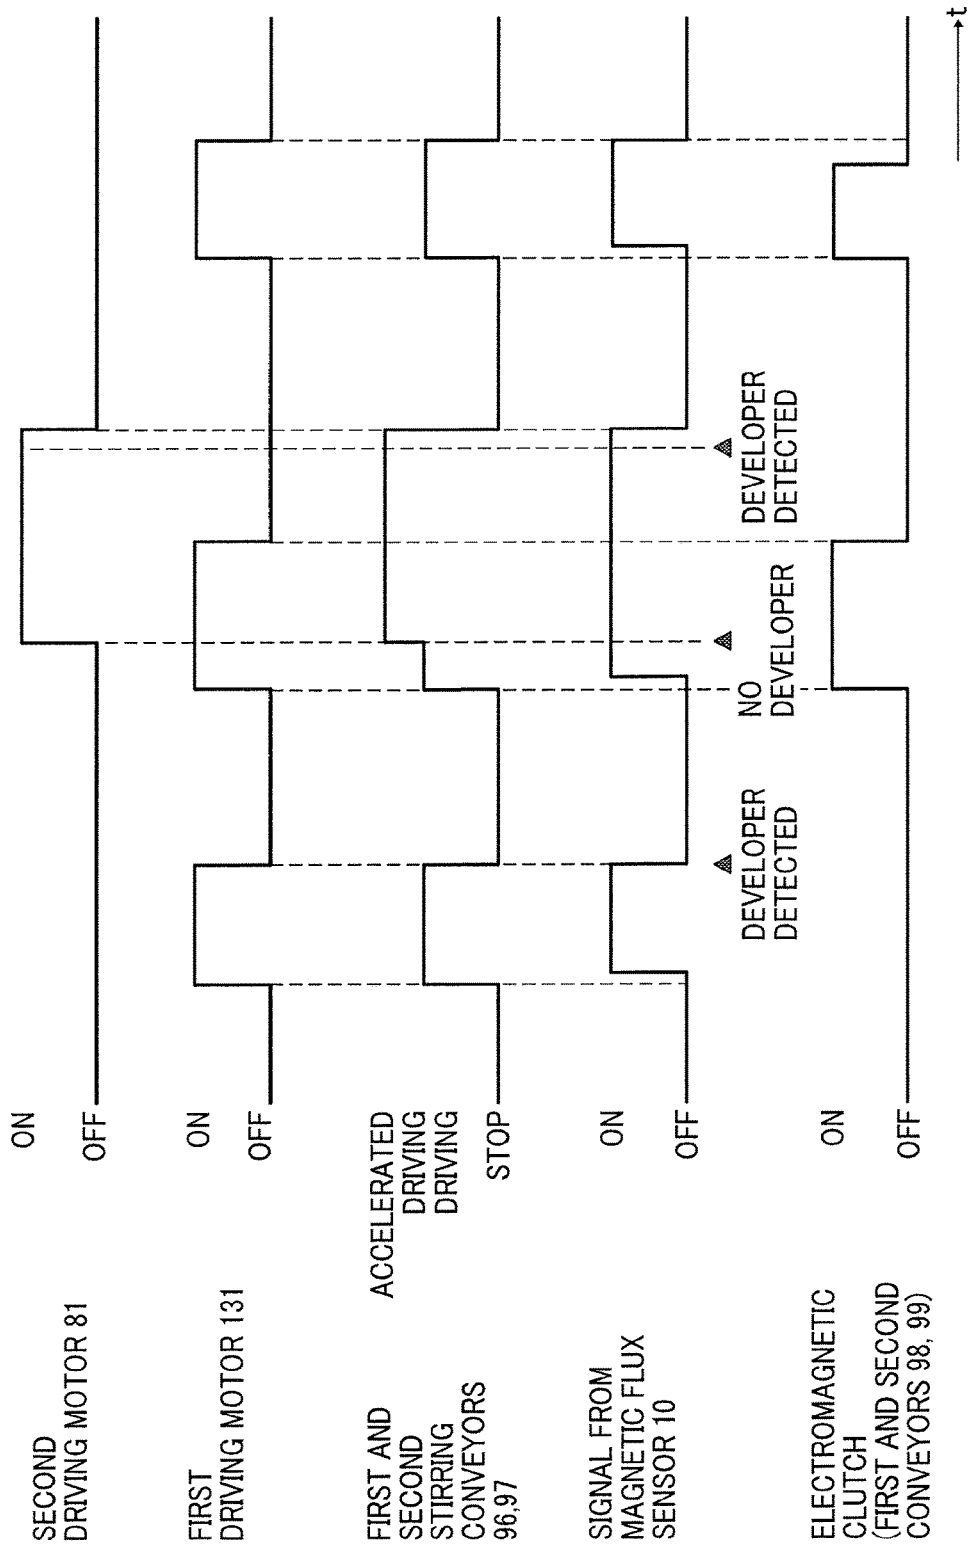 SECOND
DRIVING MOTOR 81
ON
OFF
FIRST
DRIVING MOTOR 131
ON
OFF
FIRST AND
SECOND
STIRRING
CONVEYORS
96,97
ACCELERATED
DRIVING
DRIVING
STOP
SIGNAL FROM
MAGNETIC FLUX
SENSOR 10
ON
OFF
DEVELOPER
DETECTED
NO
DEVELOPER
DEVELOPER
DETECTED
ELECTROMAGNETIC
CLUTCH
(FIRST AND SECOND
CONVEYORS 98, 99)
ON
OFF
t